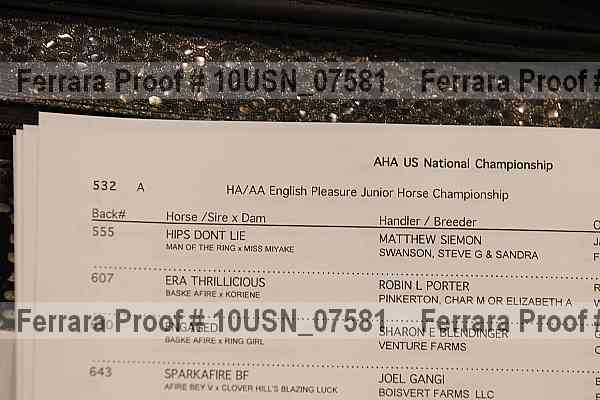 Ferrara Proof # 10USN_07581 Ferrara Proof #
AHA US National Championship
532 A HA/AA English Pleasure Junior Horse Championship
Back# Horse /Sire x Dam Handler / Breeder
555 HIPS DONT LIE MATTHEW SIEMON
MAN OF THE RING x MISS MIYAKE SWANSON, STEVE G & SANDRA
607 ERA THRILLICIOUS ROBIN L PORTER
BASKE AFIRE x KORIENE PINKERTON, CHAR M OR ELIZABETH A
Ferrara Proof # 10USN_07581 Ferrara Proof #
ENGAGED SHARON E BLENDINGER
BASKE AFIRE x RING GIRL VENTURE FARMS
643 SPARKAFIRE BF JOEL GANGI
AFIRE BEY V x CLOVER HILL'S BLAZING LUCK BOISVERT FARMS LLC